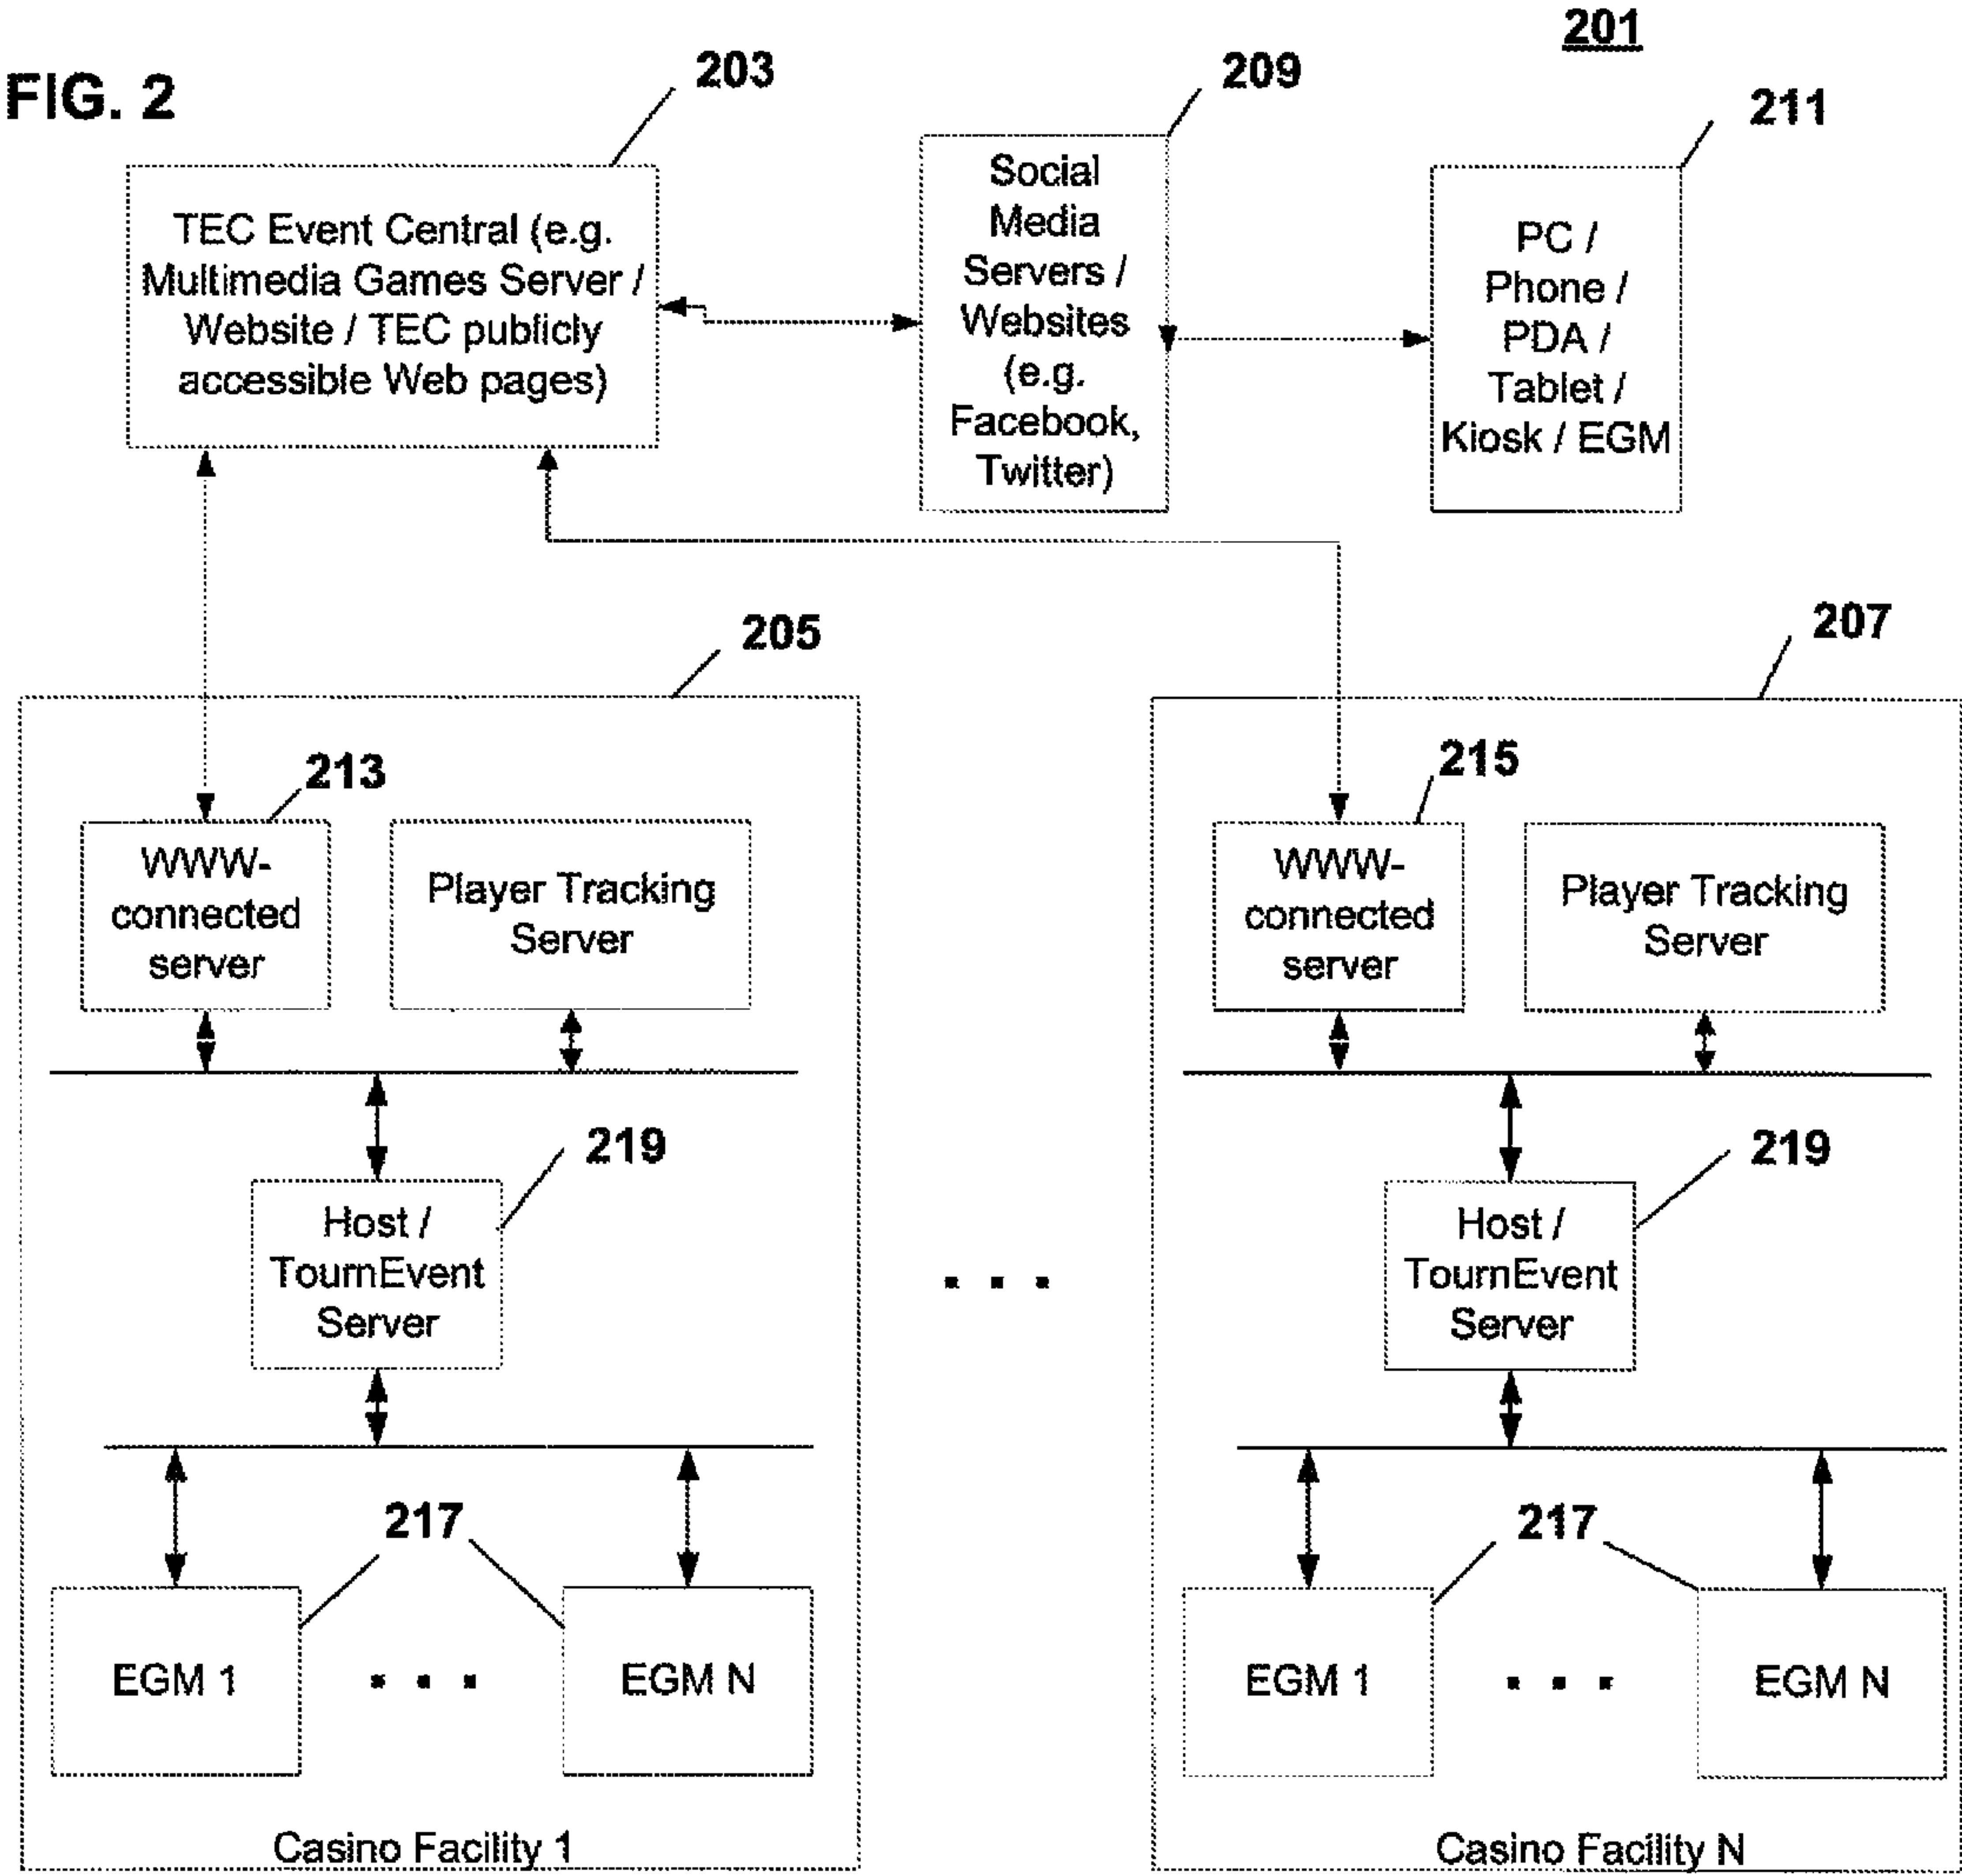 FIG. 2
201
203
209
211
TEC Event Central (e.g.
Multimedia Games Server /
Website / TEC publicly
accessible Web pages)
Social
Media
Servers /
Websites
(e.g.
Facebook,
Twitter)
PC /
Phone /
PDA /
Tablet /
Kiosk / EGM
205
207
213
WWW-
connected
server
Player Tracking
Server
215
WWW-
connected
server
Player Tracking
Server
219
Host /
TournEvent
Server
219
Host /
TournEvent
Server
. . .
217
EGM 1
. . .
EGM N
217
EGM 1
. . .
EGM N
Casino Facility 1
Casino Facility N